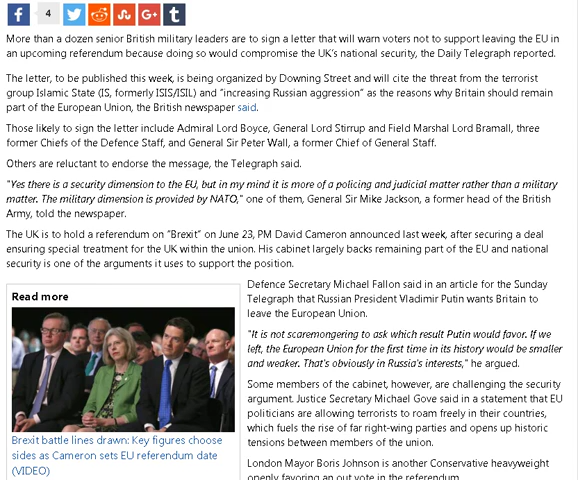 4
More than a dozen senior British military leaders are to sign a letter that will warn voters not to support leaving the EU in
an upcoming referendum because doing so would compromise the UK's national security, the Daily Telegraph reported.
The letter, to be published this week, is being organized by Downing Street and will cite the threat from the terrorist
group Islamic State (IS, formerly ISIS/ISIL) and "increasing Russian aggression" as the reasons why Britain should remain
part of the European Union, the British newspaper said.
Those likely to sign the letter include Admiral Lord Boyce, General Lord Stirrup and Field Marshal Lord Bramall, three
former Chiefs of the Defence Staff, and General Sir Peter Wall, a former Chief of General Staff.
Others are reluctant to endorse the message, the Telegraph said.
"Yes there is a security dimension to the EU, but in my mind it is more of a policing and judicial matter rather than a military
matter. The military dimension is provided by NATO," one of them, General Sir Mike Jackson, a former head of the British
Army, told the newspaper.
The UK is to hold a referendum on "Brexit" on June 23, PM David Cameron announced last week, after securing a deal
ensuring special treatment for the UK within the union. His cabinet largely backs remaining part of the EU and national
security is one of the arguments it uses to support the position.
Read more
Brexit battle lines drawn: Key figures choose
sides as Cameron sets EU referendum date
(VIDEO)
Defence Secretary Michael Fallon said in an article for the Sunday
Telegraph that Russian President Vladimir Putin wants Britain to
leave the European Union.
"It is not scaremongering to ask which result Putin would favor. If we
left, the European Union for the first time in its history would be smaller
and weaker. That's obviously in Russia's interests," he argued.
Some members of the cabinet, however, are challenging the security
argument. Justice Secretary Michael Gove said in a statement that EU
politicians are allowing terrorists to roam freely in their countries,
which fuels the rise of far right-wing parties and opens up historic
tensions between members of the union.
London Mayor Boris Johnson is another Conservative heavyweight
openly favoring an out vote in the referendum.